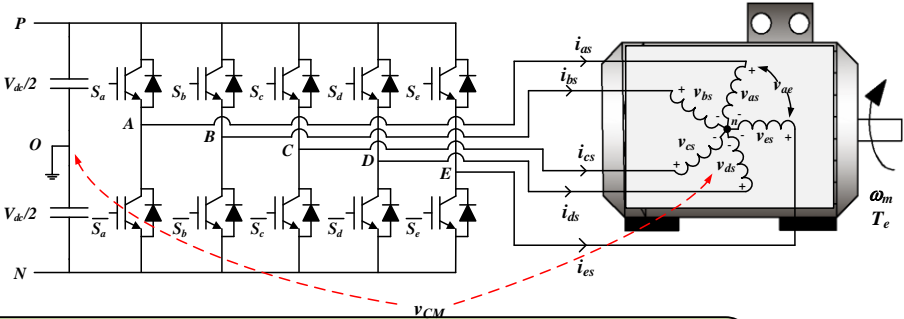 P
V_dc/2
O
V_dc/2
N
S_a S_b S_c S_d S_e
A
B
C
D
E
S̅_a S̅_b S̅_c S̅_d S̅_e
i_as
i_bs
i_cs
i_ds
i_es
+ v_bs -
+ v_as -
v_ae
n
- v_es +
v_cs - +
- v_ds +
ω_m
T_e
v_CM